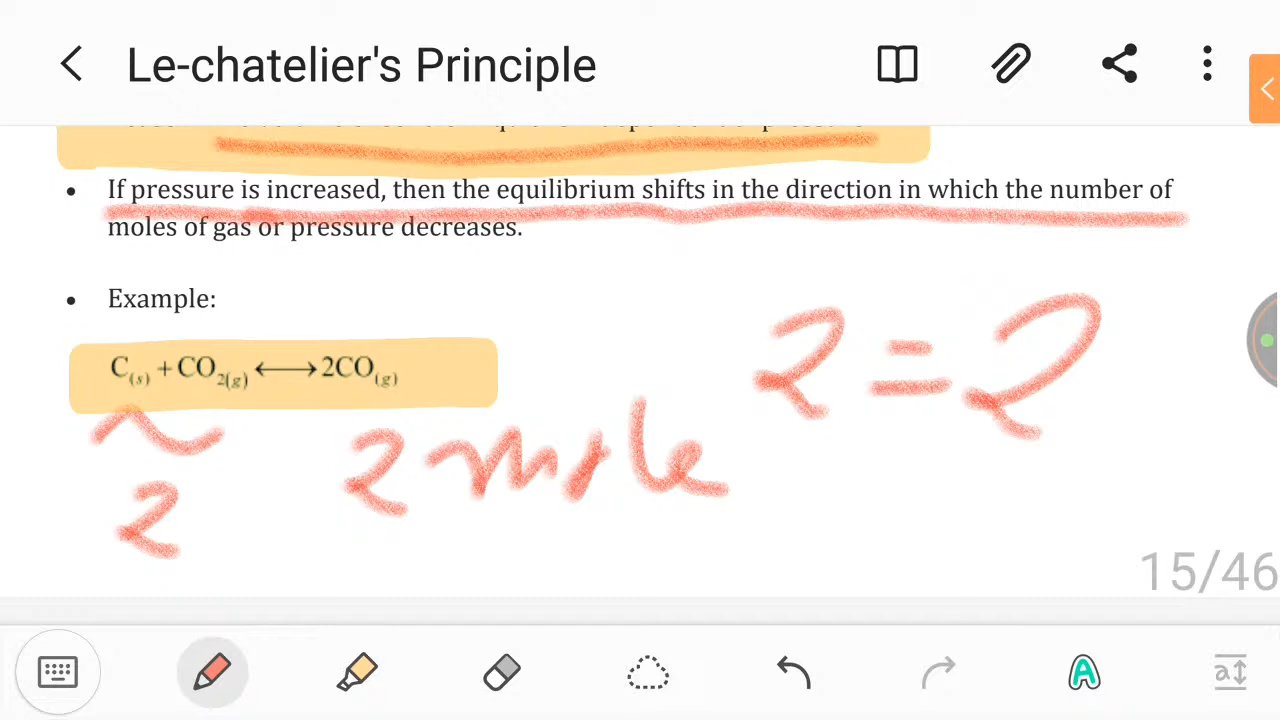 Le-chatelier's Principle
• If pressure is increased, then the equilibrium shifts in the direction in which the number of
moles of gas or pressure decreases.
• Example:
2 = 2
C(s) + CO2(g) ⟷ 2CO(g)
2 2 mole
15/46
A a